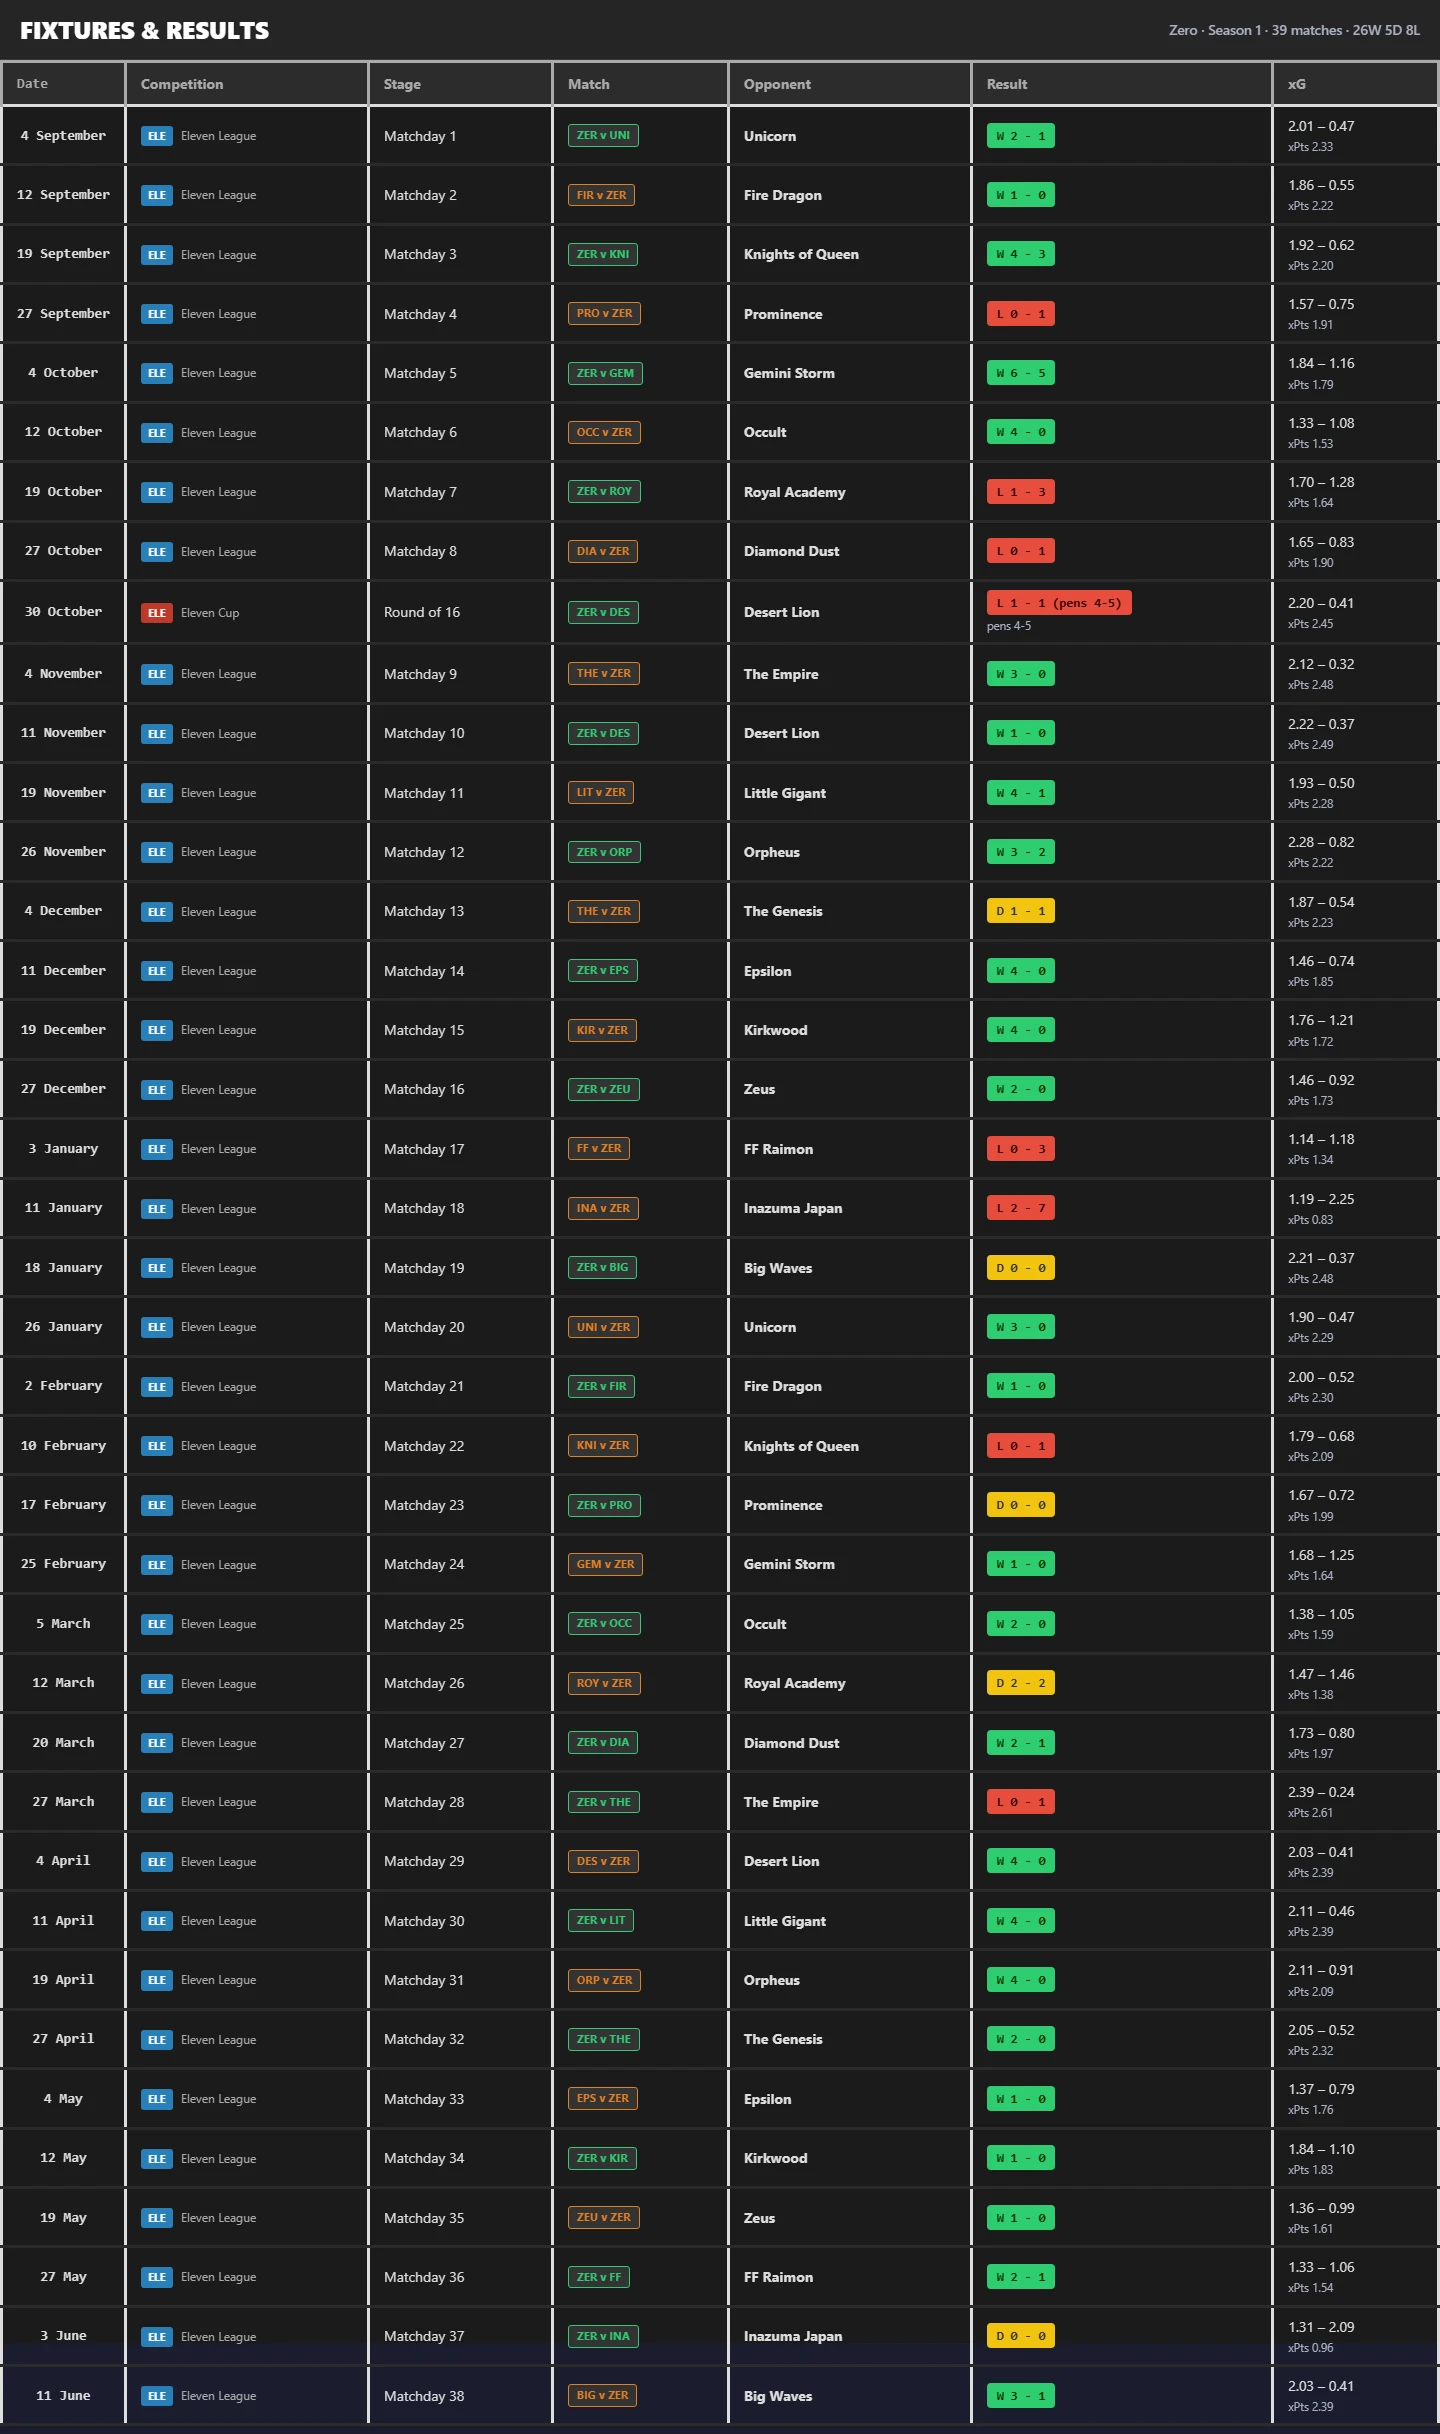 FIXTURES & RESULTS
Zero · Season 1 · 39 matches · 26W 5D 8L
Date Competition Stage Match Opponent Result xG
4 September ELE Eleven League Matchday 1 ZER v UNI Unicorn W 2 - 1 2.01 – 0.47
xPts 2.33
12 September ELE Eleven League Matchday 2 FIR v ZER Fire Dragon W 1 - 0 1.86 – 0.55
xPts 2.22
19 September ELE Eleven League Matchday 3 ZER v KNI Knights of Queen W 4 - 3 1.92 – 0.62
xPts 2.20
27 September ELE Eleven League Matchday 4 PRO v ZER Prominence L 0 - 1 1.57 – 0.75
xPts 1.91
4 October ELE Eleven League Matchday 5 ZER v GEM Gemini Storm W 6 - 5 1.84 – 1.16
xPts 1.79
12 October ELE Eleven League Matchday 6 OCC v ZER Occult W 4 - 0 1.33 – 1.08
xPts 1.53
19 October ELE Eleven League Matchday 7 ZER v ROY Royal Academy L 1 - 3 1.70 – 1.28
xPts 1.64
27 October ELE Eleven League Matchday 8 DIA v ZER Diamond Dust L 0 - 1 1.65 – 0.83
xPts 1.90
30 October ELE Eleven Cup Round of 16 ZER v DES Desert Lion L 1 - 1 (pens 4-5) 2.20 – 0.41
pens 4-5 xPts 2.45
4 November ELE Eleven League Matchday 9 THE v ZER The Empire W 3 - 0 2.12 – 0.32
xPts 2.48
11 November ELE Eleven League Matchday 10 ZER v DES Desert Lion W 1 - 0 2.22 – 0.37
xPts 2.49
19 November ELE Eleven League Matchday 11 LIT v ZER Little Gigant W 4 - 1 1.93 – 0.50
xPts 2.28
26 November ELE Eleven League Matchday 12 ZER v ORP Orpheus W 3 - 2 2.28 – 0.82
xPts 2.22
4 December ELE Eleven League Matchday 13 THE v ZER The Genesis D 1 - 1 1.87 – 0.54
xPts 2.23
11 December ELE Eleven League Matchday 14 ZER v EPS Epsilon W 4 - 0 1.46 – 0.74
xPts 1.85
19 December ELE Eleven League Matchday 15 KIR v ZER Kirkwood W 4 - 0 1.76 – 1.21
xPts 1.72
27 December ELE Eleven League Matchday 16 ZER v ZEU Zeus W 2 - 0 1.46 – 0.92
xPts 1.73
3 January ELE Eleven League Matchday 17 FF v ZER FF Raimon L 0 - 3 1.14 – 1.18
xPts 1.34
11 January ELE Eleven League Matchday 18 INA v ZER Inazuma Japan L 2 - 7 1.19 – 2.25
xPts 0.83
18 January ELE Eleven League Matchday 19 ZER v BIG Big Waves D 0 - 0 2.21 – 0.37
xPts 2.48
26 January ELE Eleven League Matchday 20 UNI v ZER Unicorn W 3 - 0 1.90 – 0.47
xPts 2.29
2 February ELE Eleven League Matchday 21 ZER v FIR Fire Dragon W 1 - 0 2.00 – 0.52
xPts 2.30
10 February ELE Eleven League Matchday 22 KNI v ZER Knights of Queen L 0 - 1 1.79 – 0.68
xPts 2.09
17 February ELE Eleven League Matchday 23 ZER v PRO Prominence D 0 - 0 1.67 – 0.72
xPts 1.99
25 February ELE Eleven League Matchday 24 GEM v ZER Gemini Storm W 1 - 0 1.68 – 1.25
xPts 1.64
5 March ELE Eleven League Matchday 25 ZER v OCC Occult W 2 - 0 1.38 – 1.05
xPts 1.59
12 March ELE Eleven League Matchday 26 ROY v ZER Royal Academy D 2 - 2 1.47 – 1.46
xPts 1.38
20 March ELE Eleven League Matchday 27 ZER v DIA Diamond Dust W 2 - 1 1.73 – 0.80
xPts 1.97
27 March ELE Eleven League Matchday 28 ZER v THE The Empire L 0 - 1 2.39 – 0.24
xPts 2.61
4 April ELE Eleven League Matchday 29 DES v ZER Desert Lion W 4 - 0 2.03 – 0.41
xPts 2.39
11 April ELE Eleven League Matchday 30 ZER v LIT Little Gigant W 4 - 0 2.11 – 0.46
xPts 2.39
19 April ELE Eleven League Matchday 31 ORP v ZER Orpheus W 4 - 0 2.11 – 0.91
xPts 2.09
27 April ELE Eleven League Matchday 32 ZER v THE The Genesis W 2 - 0 2.05 – 0.52
xPts 2.32
4 May ELE Eleven League Matchday 33 EPS v ZER Epsilon W 1 - 0 1.37 – 0.79
xPts 1.76
12 May ELE Eleven League Matchday 34 ZER v KIR Kirkwood W 1 - 0 1.84 – 1.10
xPts 1.83
19 May ELE Eleven League Matchday 35 ZEU v ZER Zeus W 1 - 0 1.36 – 0.99
xPts 1.61
27 May ELE Eleven League Matchday 36 ZER v FF FF Raimon W 2 - 1 1.33 – 1.06
xPts 1.54
3 June ELE Eleven League Matchday 37 ZER v INA Inazuma Japan D 0 - 0 1.31 – 2.09
xPts 0.96
11 June ELE Eleven League Matchday 38 BIG v ZER Big Waves W 3 - 1 2.03 – 0.41
xPts 2.39